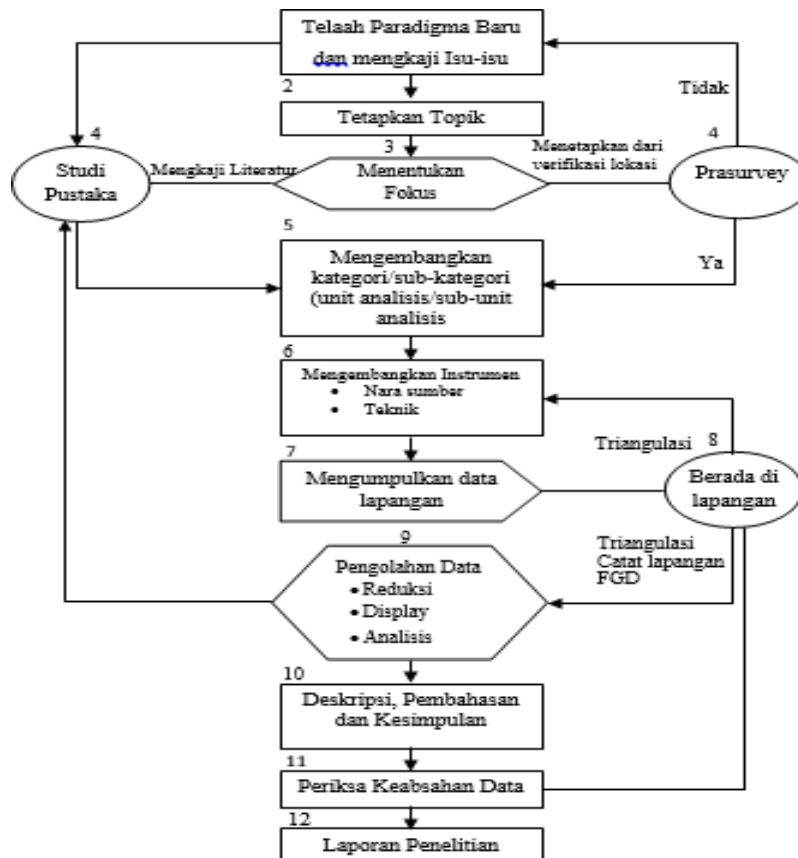 Telaah Paradigma Baru
dan mengkaji Isu-isu
2
Tidak
Tetapkan Topik
4
3
4
Studi
Pustaka
Mengkaji Literatur
Menentukan
Fokus
Menetapkan dari
verifikasi lokasi
Prasurvey
5
Ya
Mengembangkan
kategori/sub-kategori
(unit analisis/sub-unit
analisis
6
Mengembangkan Instrumen
• Nara sumber
• Teknik
7
Triangulasi
8
Mengumpulkan data
lapangan
Berada di
lapangan
9
Triangulasi
Catat lapangan
FGD
Pengolahan Data
• Reduksi
• Display
• Analisis
10
Deskripsi, Pembahasan
dan Kesimpulan
11
Periksa Keabsahan Data
12
Laporan Penelitian